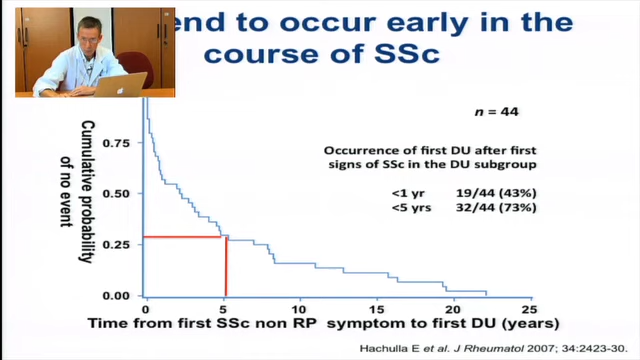 end to occur early in the
course of SSc
n = 44
Occurrence of first DU after first
signs of SSc in the DU subgroup
<1 yr 19/44 (43%)
<5 yrs 32/44 (73%)
Cumulative probability
of no event
0.75
0.50
0.25
0.00
0 5 10 15 20 25
Time from first SSc non RP symptom to first DU (years)
Hachulla E et al. J Rheumatol 2007; 34:2423-30.